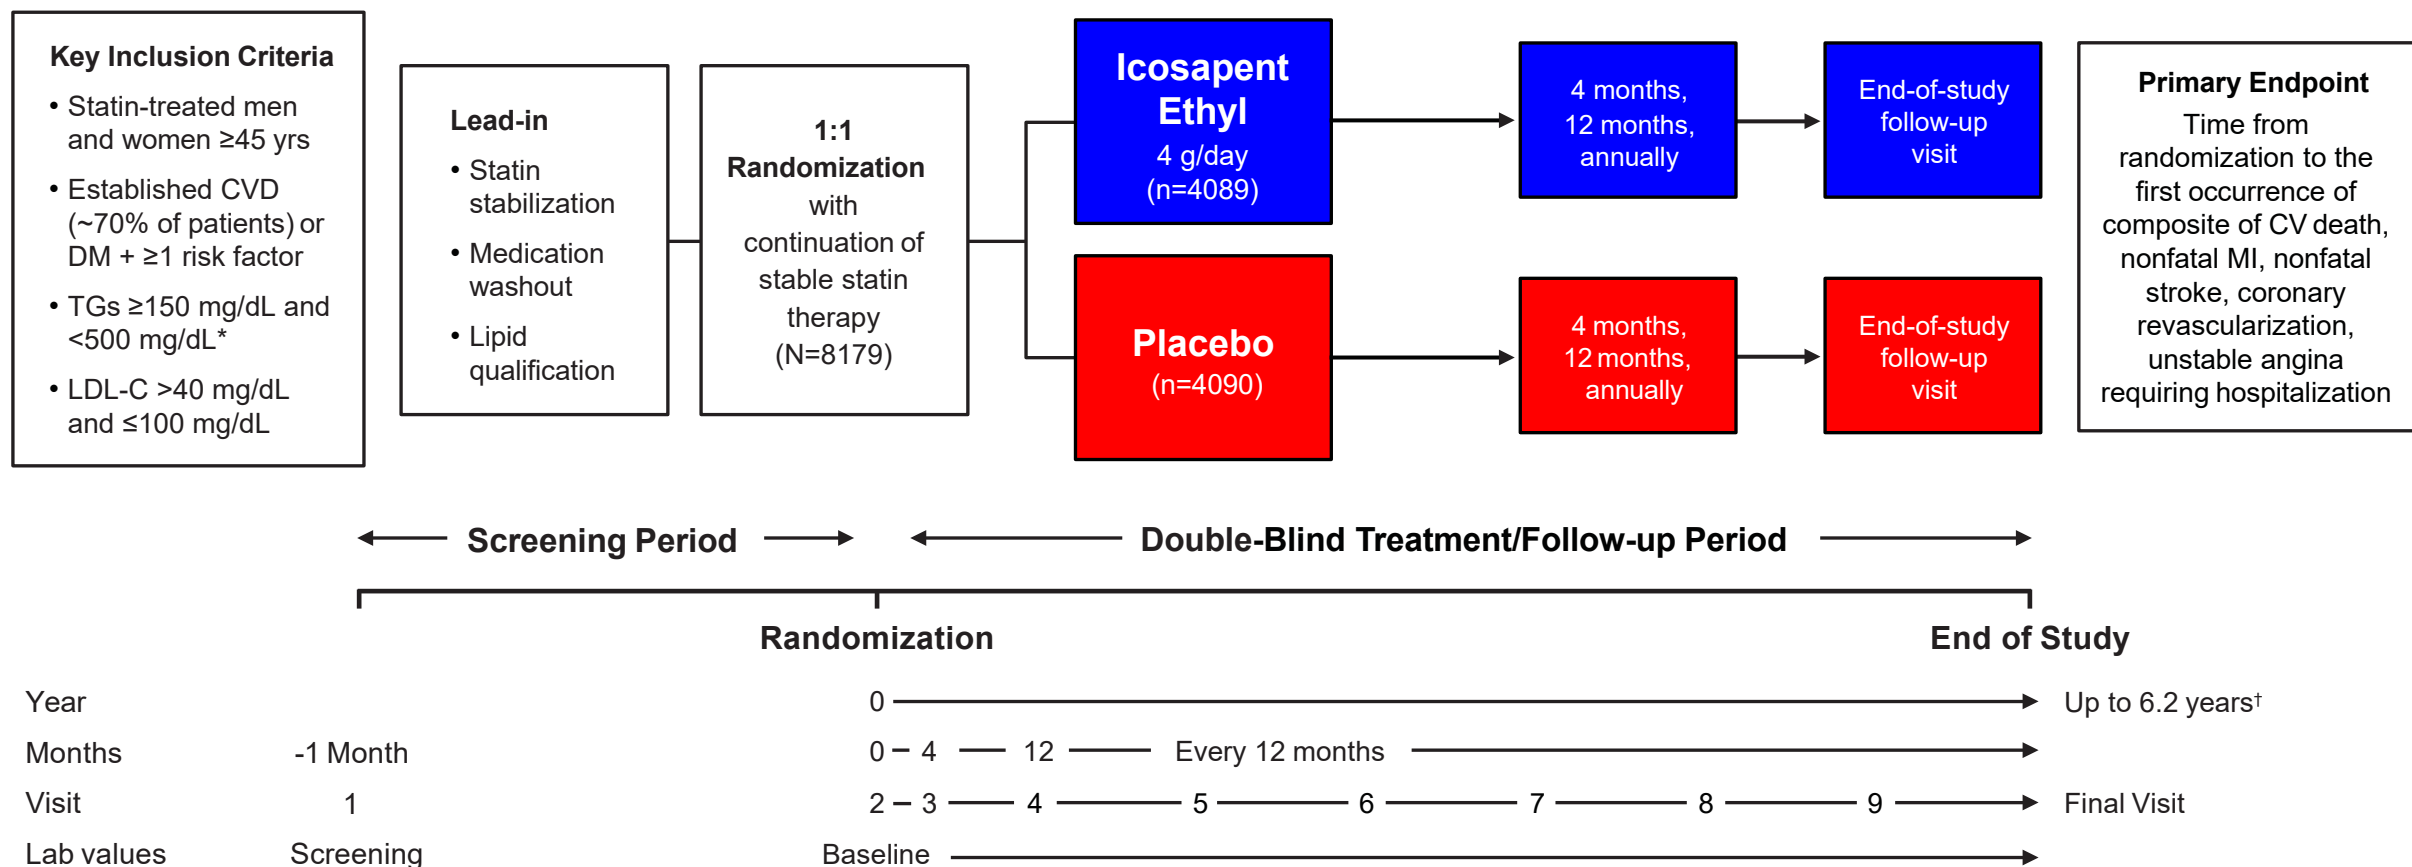 Key Inclusion Criteria
• Statin-treated men
and women ≥45 yrs
• Established CVD
(~70% of patients) or
DM + ≥1 risk factor
• TGs ≥150 mg/dL and
<500 mg/dL*
• LDL-C >40 mg/dL
and ≤100 mg/dL
Lead-in
• Statin
stabilization
• Medication
washout
• Lipid
qualification
1:1
Randomization
with
continuation of
stable statin
therapy
(N=8179)
Icosapent
Ethyl
4 g/day
(n=4089)
4 months,
12 months,
annually
End-of-study
follow-up
visit
Placebo
(n=4090)
4 months,
12 months,
annually
End-of-study
follow-up
visit
Primary Endpoint
Time from
randomization to the
first occurrence of
composite of CV death,
nonfatal MI, nonfatal
stroke, coronary
revascularization,
unstable angina
requiring hospitalization
Screening Period
Double-Blind Treatment/Follow-up Period
Randomization
End of Study
Year 0 Up to 6.2 years†
Months -1 Month 0 4 12 Every 12 months
Visit 1 2 3 4 5 6 7 8 9 Final Visit
Lab values Screening Baseline